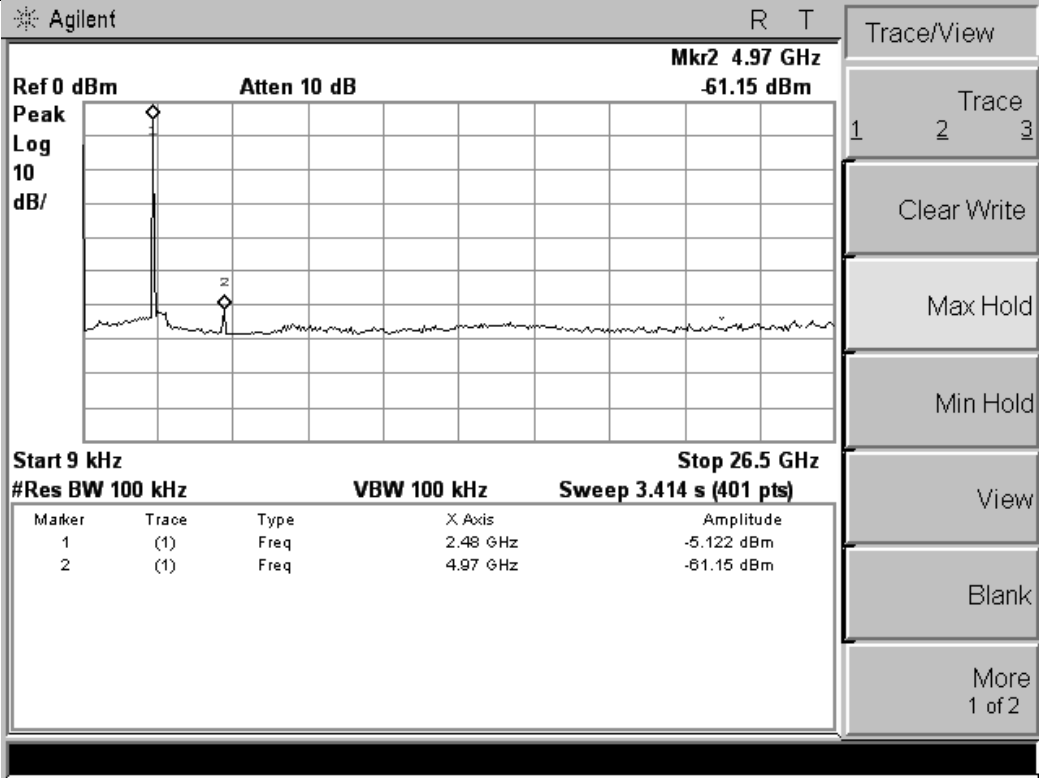 Agilent R T
Mkr2 4.97 GHz
Ref 0 dBm Atten 10 dB -61.15 dBm
Peak
Log
10
dB/
1
2
Start 9 kHz Stop 26.5 GHz
#Res BW 100 kHz VBW 100 kHz Sweep 3.414 s (401 pts)
Marker Trace Type X Axis Amplitude
1 (1) Freq 2.48 GHz -5.122 dBm
2 (1) Freq 4.97 GHz -61.15 dBm
Trace/View
Trace
1 2 3
Clear Write
Max Hold
Min Hold
View
Blank
More
1 of 2